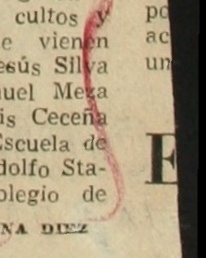 cultos y
e vienen
esús Silva
uel Meza
is Ceceña
Escuela de
dolfo Sta-
olegio de
NA DIEZ
po
ac
un
E